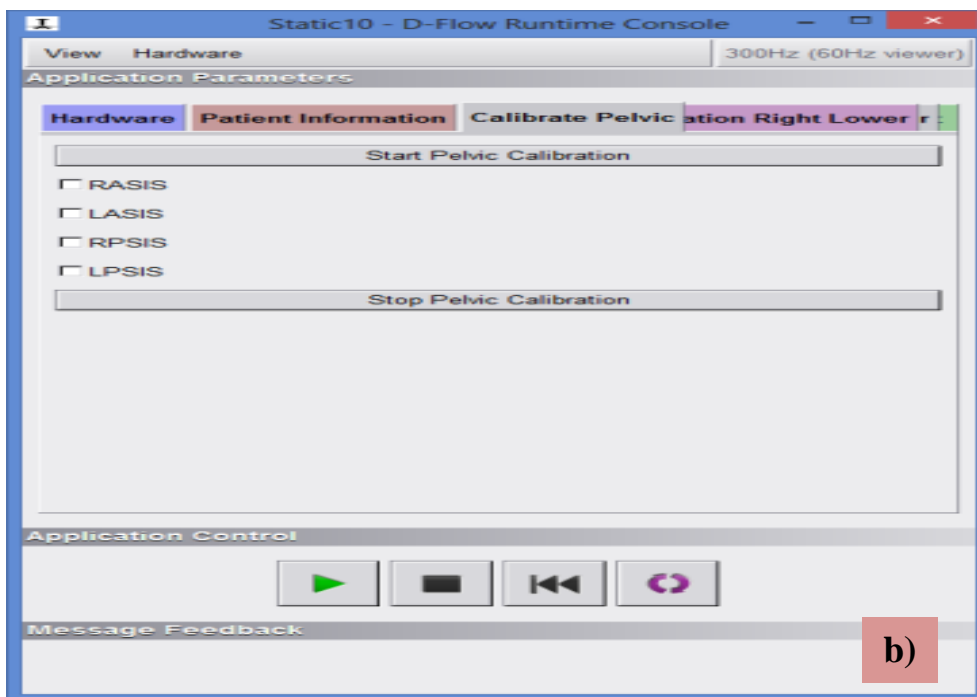 Static10 - D-Flow Runtime Console
View Hardware 300Hz (60Hz viewer)
Application Parameters
Hardware Patient Information Calibrate Pelvic ation Right Lower r
Start Pelvic Calibration
RASIS
LASIS
RPSIS
LPSIS
Stop Pelvic Calibration
Application Control
Message Feedback
b)